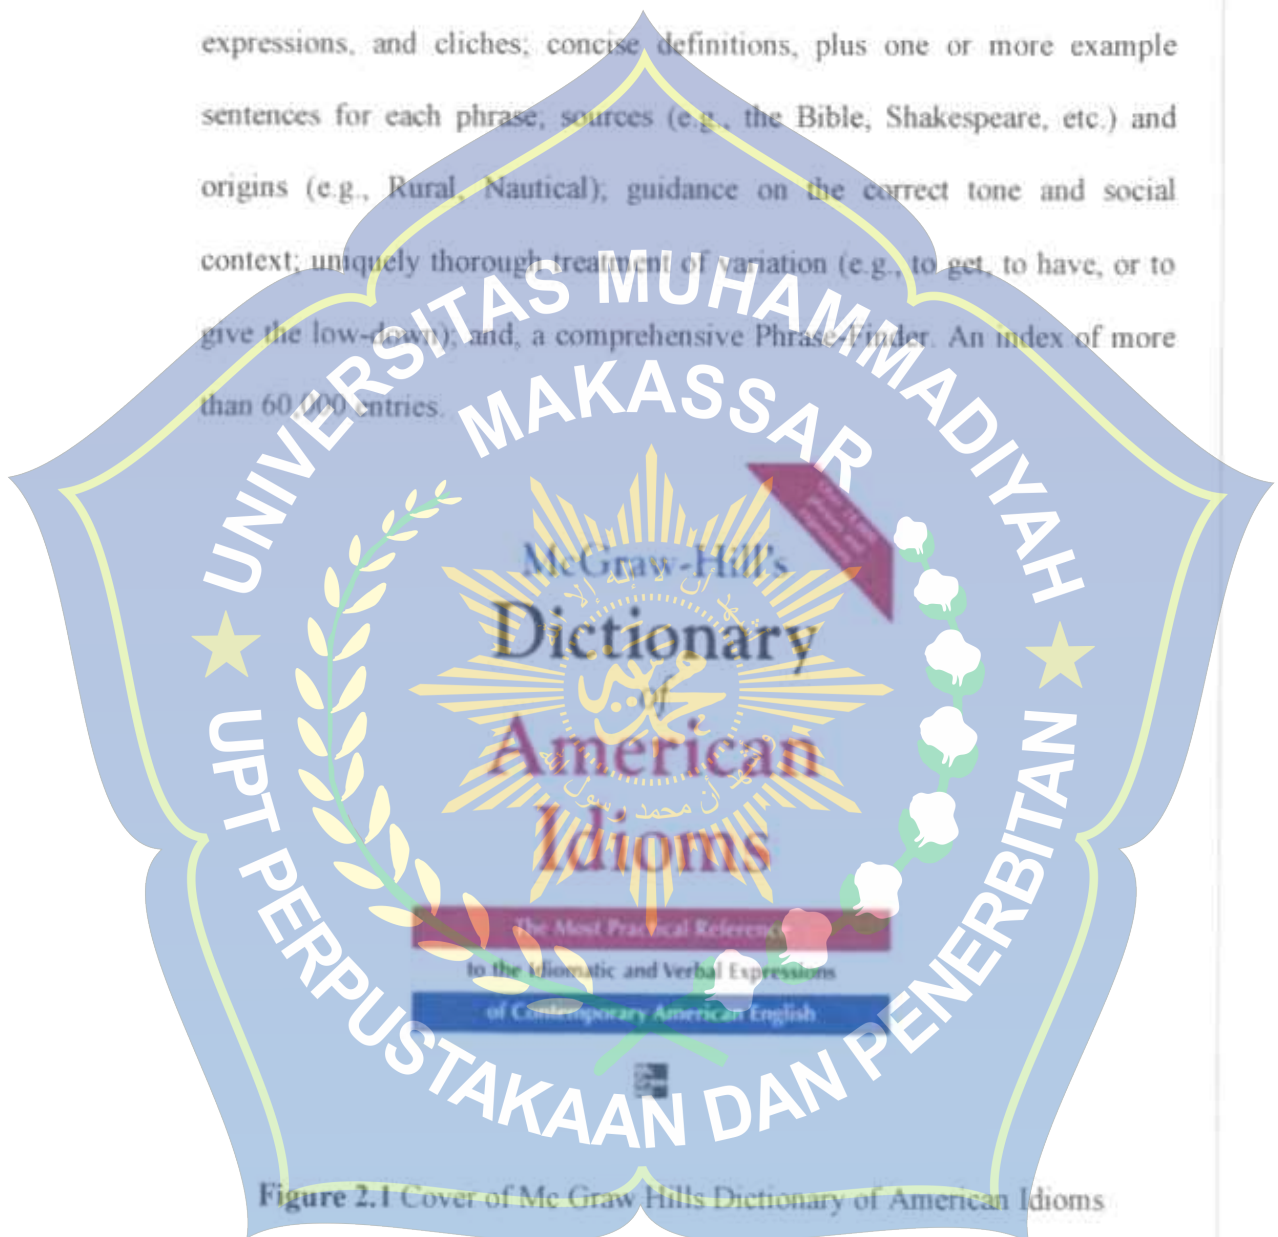 expressions, and cliches; concise definitions, plus one or more example
sentences for each phrase; sources (e.g., the Bible, Shakespeare, etc.) and
origins (e.g., Rural, Nautical); guidance on the correct tone and social
context; uniquely thorough treatment of variation (e.g., to get, to have, or to
give the low-down); and, a comprehensive Phrase-Finder. An index of more
than 60,000 entries.
UNIVERSITAS MUHAMMADIYAH
MAKASSAR
McGraw-Hill's
Dictionary
of
American
Idioms
The Most Practical Reference
to the Idiomatic and Verbal Expressions
of Contemporary American English
UPT PERPUSTAKAAN DAN PENERBITAN
Figure 2.1 Cover of Mc Graw Hills Dictionary of American Idioms